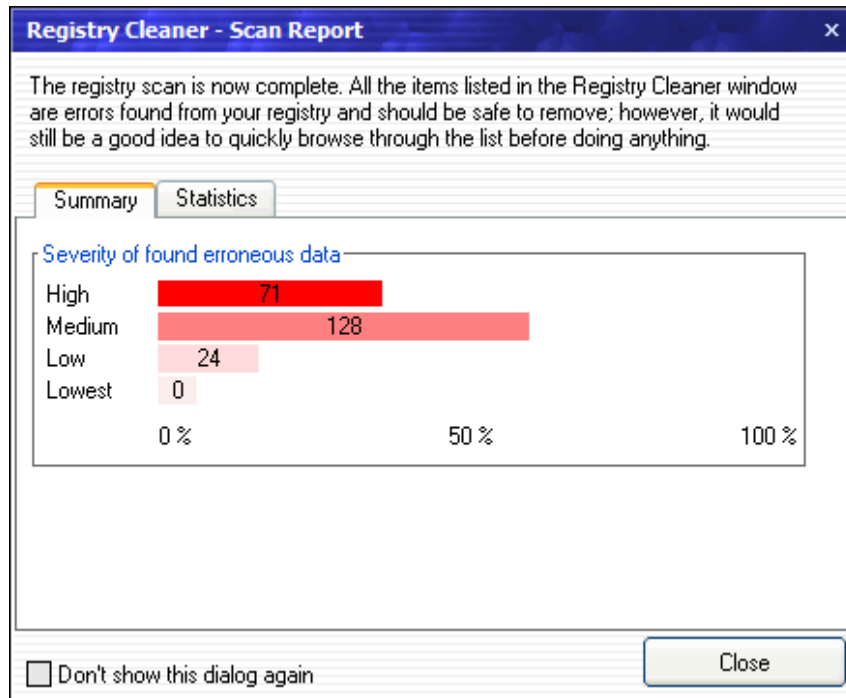 Registry Cleaner - Scan Report
The registry scan is now complete. All the items listed in the Registry Cleaner window
are errors found from your registry and should be safe to remove; however, it would
still be a good idea to quickly browse through the list before doing anything.
Summary Statistics
Severity of found erroneous data
High 71
Medium 128
Low 24
Lowest 0
0 % 50 % 100 %
Don't show this dialog again Close